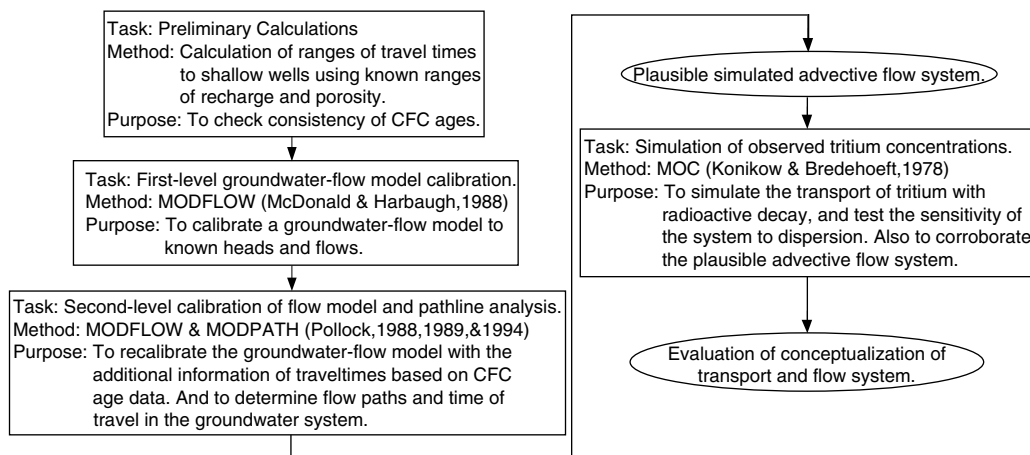 Task: Preliminary Calculations
Method: Calculation of ranges of travel times
to shallow wells using known ranges
of recharge and porosity.
Purpose: To check consistency of CFC ages.
Task: First-level groundwater-flow model calibration.
Method: MODFLOW (McDonald & Harbaugh,1988)
Purpose: To calibrate a groundwater-flow model to
known heads and flows.
Task: Second-level calibration of flow model and pathline analysis.
Method: MODFLOW & MODPATH (Pollock,1988,1989,&1994)
Purpose: To recalibrate the groundwater-flow model with the
additional information of traveltimes based on CFC
age data. And to determine flow paths and time of
travel in the groundwater system.
Plausible simulated advective flow system.
Task: Simulation of observed tritium concentrations.
Method: MOC (Konikow & Bredehoeft,1978)
Purpose: To simulate the transport of tritium with
radioactive decay, and test the sensitivity of
the system to dispersion. Also to corroborate
the plausible advective flow system.
Evaluation of conceptualization of
transport and flow system.